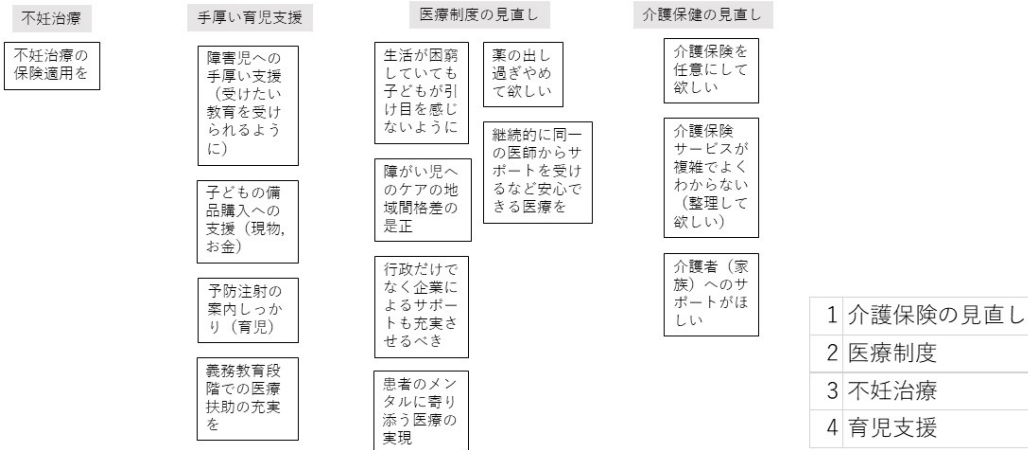 不妊治療
不妊治療の
保険適用を
手厚い育児支援
障害児への
手厚い支援
（受けたい
教育を受け
られるよう
に）
子どもの備
品購入への
支援（現物,
お金）
予防注射の
案内しっか
り（育児）
義務教育段
階での医療
扶助の充実
を
医療制度の見直し
生活が困窮
していても
子どもが引
け目を感じ
ないように
障がい児へ
のケアの地
域間格差の
是正
行政だけで
なく企業に
よるサポー
トも充実さ
せるべき
患者のメン
タルに寄り
添う医療の
実現
薬の出し
過ぎやめ
て欲しい
継続的に同一
の医師からサ
ポートを受け
るなど安心で
きる医療を
介護保健の見直し
介護保険を
任意にして
欲しい
介護保険
サービスが
複雑でよく
わからない
（整理して
欲しい）
介護者（家
族）へのサ
ポートがほ
しい
1 介護保険の見直し
2 医療制度
3 不妊治療
4 育児支援